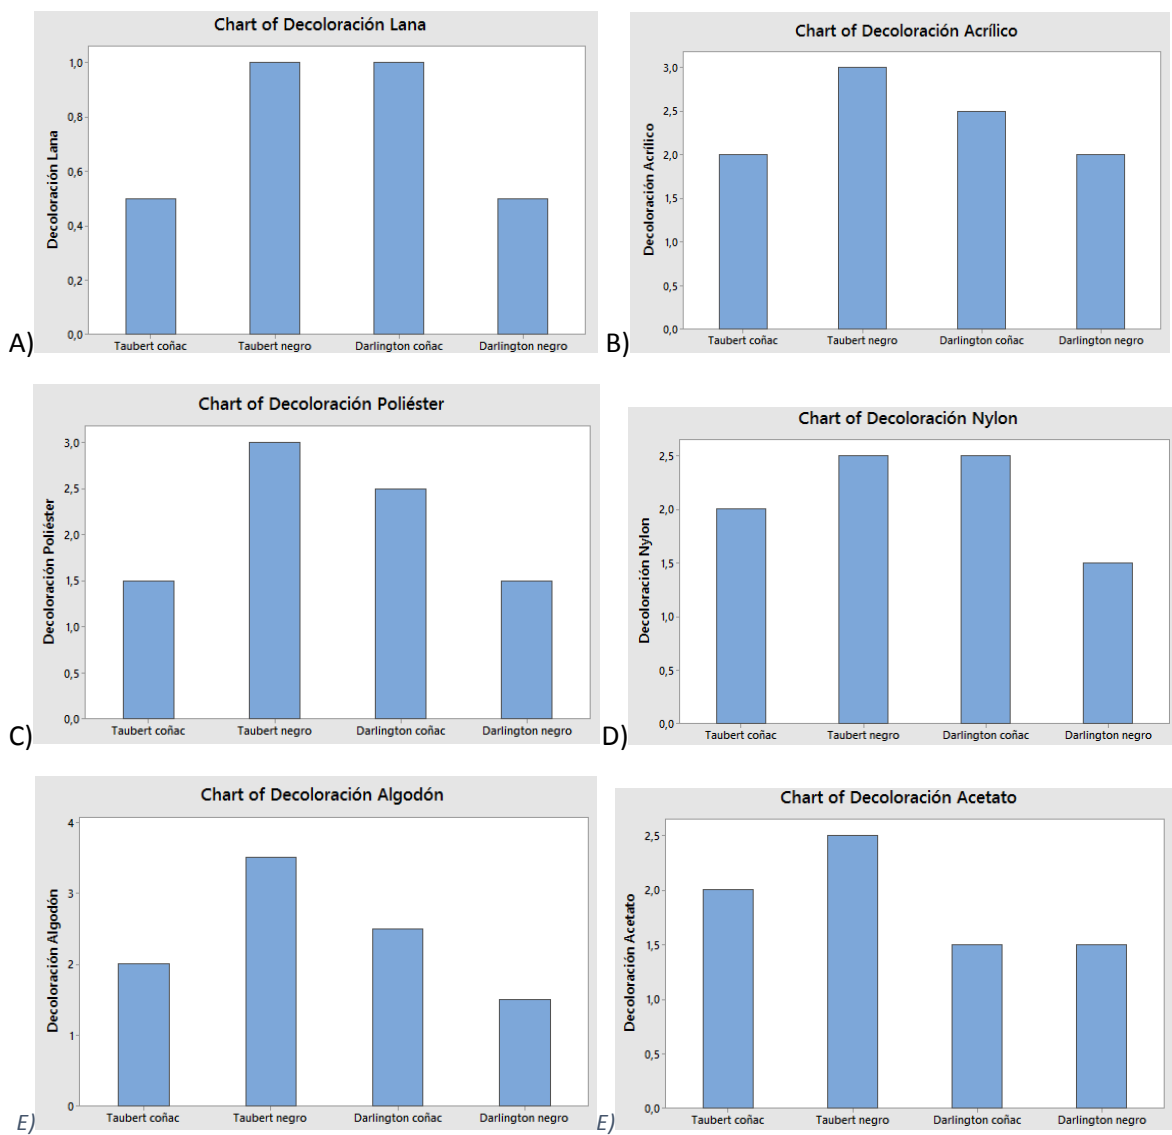 Chart of Decoloración Lana
Decoloración Lana
1,0
0,8
0,6
0,4
0,2
0,0
Taubert coñac Taubert negro Darlington coñac Darlington negro
A)
Chart of Decoloración Acrílico
Decoloración Acrílico
3,0
2,5
2,0
1,5
1,0
0,5
0,0
Taubert coñac Taubert negro Darlington coñac Darlington negro
B)
Chart of Decoloración Poliéster
Decoloración Poliéster
3,0
2,5
2,0
1,5
1,0
0,5
0,0
Taubert coñac Taubert negro Darlington coñac Darlington negro
C)
Chart of Decoloración Nylon
Decoloración Nylon
2,5
2,0
1,5
1,0
0,5
0,0
Taubert coñac Taubert negro Darlington coñac Darlington negro
D)
Chart of Decoloración Algodón
Decoloración Algodón
4
3
2
1
0
Taubert coñac Taubert negro Darlington coñac Darlington negro
E)
Chart of Decoloración Acetato
Decoloración Acetato
2,5
2,0
1,5
1,0
0,5
0,0
Taubert coñac Taubert negro Darlington coñac Darlington negro
E)